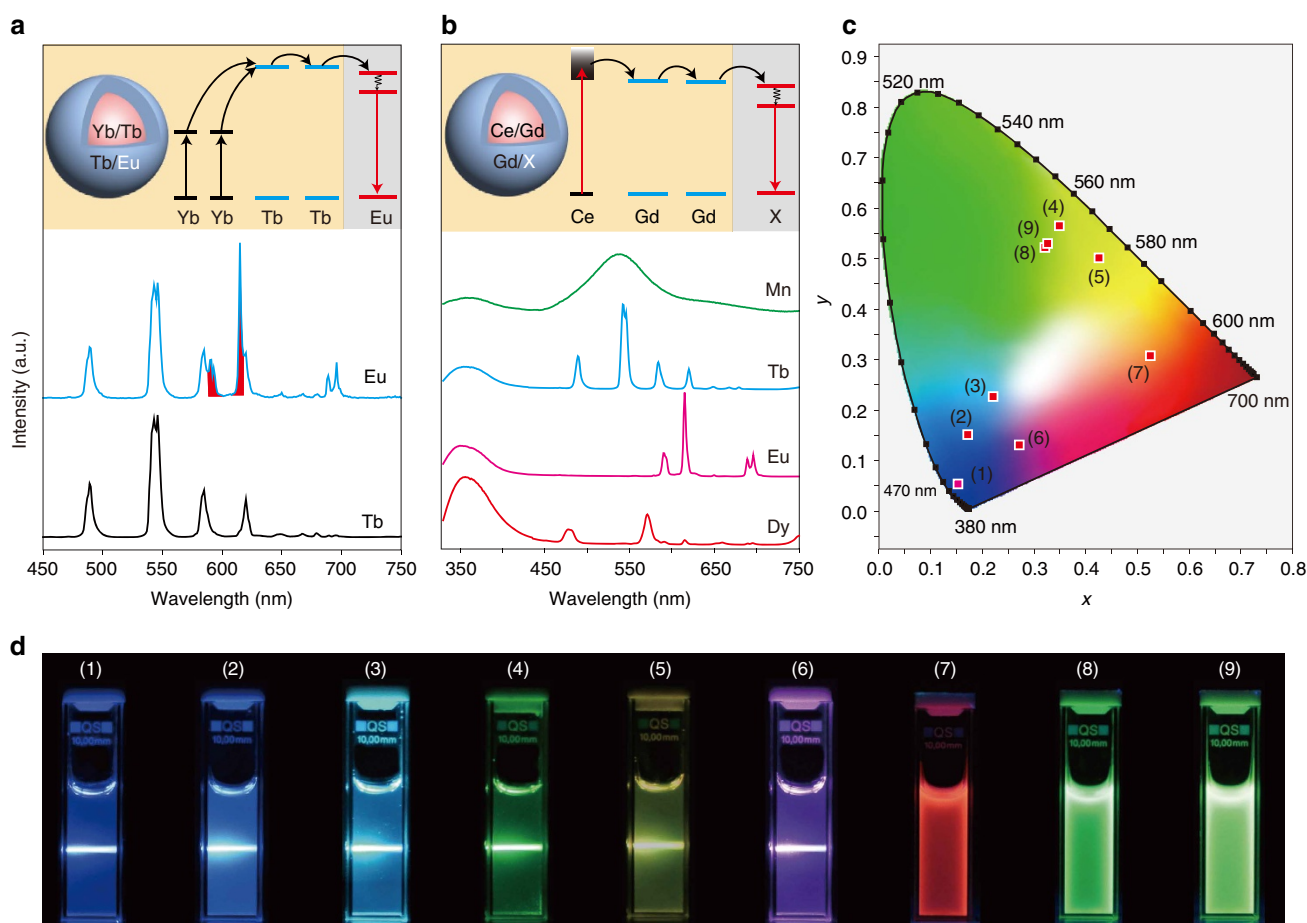 a
Yb/Tb
Tb/Eu
Yb Yb Tb Tb Eu
Intensity (a.u.)
Eu
Tb
450 500 550 600 650 700 750
Wavelength (nm)
b
Ce/Gd
Gd/X
Ce Gd Gd X
Mn
Tb
Eu
Dy
350 450 550 650 750
Wavelength (nm)
c
0.9
0.8
0.7
0.6
0.5
0.4
0.3
0.2
0.1
0.0
y
520 nm
540 nm
560 nm
580 nm
600 nm
700 nm
470 nm
380 nm
(4)
(9)
(8)
(5)
(7)
(3)
(2)
(6)
(1)
0.0 0.1 0.2 0.3 0.4 0.5 0.6 0.7 0.8
x
d
(1) (2) (3) (4) (5) (6) (7) (8) (9)
QS QS QS QS QS QS QS QS QS
10,00mm 10,00mm 10,00mm 10,00mm 10,00mm 10,00mm 10,00mm 10,00mm 10,00mm